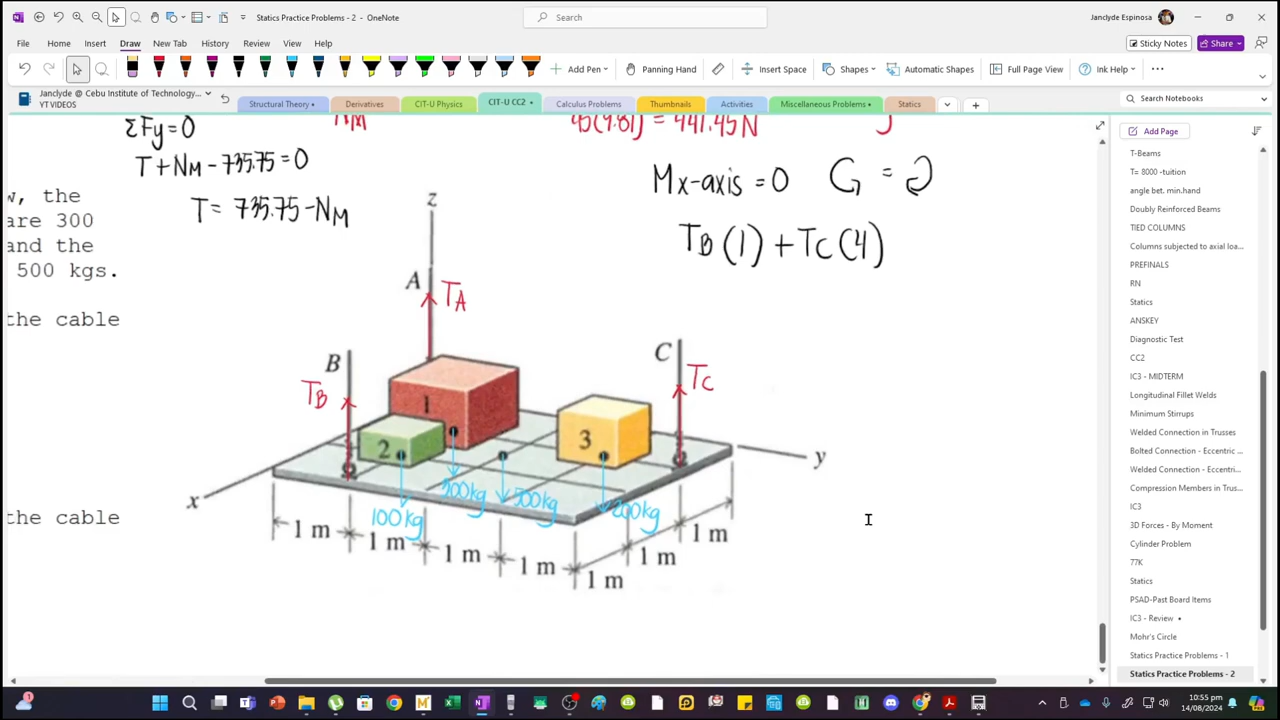 Statics Practice Problems - 2 - OneNote
Search
Janclyde Espinosa
File Home Insert Draw New Tab History Review View Help
Sticky Notes
Share
Add Pen
Panning Hand
Insert Space
Shapes
Automatic Shapes
Full Page View
Ink Help
Janclyde @ Cebu Institute of Technology...
YT VIDEOS
Structural Theory
Derivatives
CIT-U Physics
CIT-U CC2
Calculus Problems
Thumbnails
Activities
Miscellaneous Problems
Statics
Search Notebooks
Add Page
T-Beams
T= 8000 -tuition
angle bet. min.hand
Doubly Reinforced Beams
TIED COLUMNS
Columns subjected to axial loa...
PREFINALS
RN
Statics
ANSKEY
Diagnostic Test
CC2
IC3 - MIDTERM
Longitudinal Fillet Welds
Minimum Stirrups
Welded Connection in Trusses
Bolted Connection - Eccentric ...
Welded Connection - Eccentri...
Compression Members in Trus...
IC3
3D Forces - By Moment
Cylinder Problem
77K
Statics
PSAD-Past Board Items
IC3 - Review
Mohr's Circle
Statics Practice Problems - 1
Statics Practice Problems - 2
NM
45(9.81) = 441.45N
ΣFy=0
T+NM-735.75=0
T= 735.75-NM
Mx-axis = 0
TB(1)+TC(4)
w, the
are 300
and the
500 kgs.
the cable
the cable
z
A
TA
B
TB
C
TC
1
2
3
x
y
100kg
300kg
500kg
200kg
1 m
1 m
1 m
1 m
1 m
1 m
1 m
10:55 pm
14/08/2024